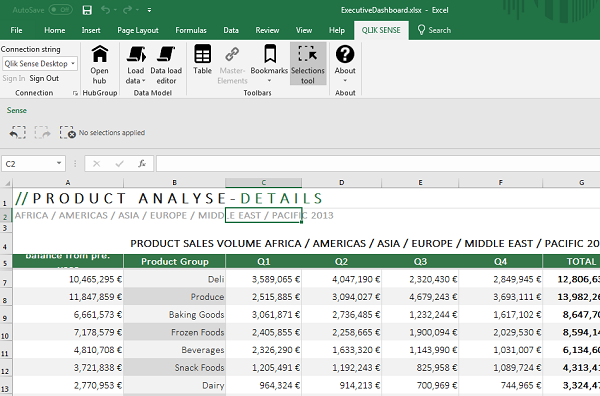 AutoSave Off ExecutiveDashboard.xlsx - Excel
File Home Insert Page Layout Formulas Data Review View QLIK SENSE Search
Connection string
Qlik Sense Desktop
Sign In Sign Out
Open hub Load data Data load editor Table Master-Elements Bookmarks Selections tool About
Connection HubGroup Data Model Toolbars About
Sense
No selections applied
C2 fx
A B C D E F G
1 //PRODUCT ANALYSE-DETAILS
2 AFRICA / AMERICAS / ASIA / EUROPE / MIDDLE EAST / PACIFIC 2013
3
4 PRODUCT SALES VOLUME AFRICA / AMERICAS / ASIA / EUROPE / MIDDLE EAST / PACIFIC 20
5 balance from pre. Product Group Q1 Q2 Q3 Q4 TOTAL
7 10,465,295 € Deli 3,589,065 € 4,047,190 € 2,320,430 € 2,849,945 € 12,806,63
8 11,847,859 € Produce 2,515,885 € 3,094,027 € 4,679,243 € 3,693,111 € 13,982,26
9 6,661,573 € Baking Goods 3,061,871 € 2,736,485 € 1,232,244 € 1,617,102 € 8,647,70
10 7,178,579 € Frozen Foods 2,405,855 € 2,258,665 € 1,900,094 € 2,029,530 € 8,594,14
11 4,810,708 € Beverages 2,326,290 € 1,633,320 € 1,143,990 € 1,031,007 € 6,134,60
12 3,721,838 € Snack Foods 1,205,491 € 1,192,243 € 825,958 € 1,089,724 € 4,313,41
13 2,770,953 € Dairy 964,324 € 914,213 € 700,969 € 744,965 € 3,324,47